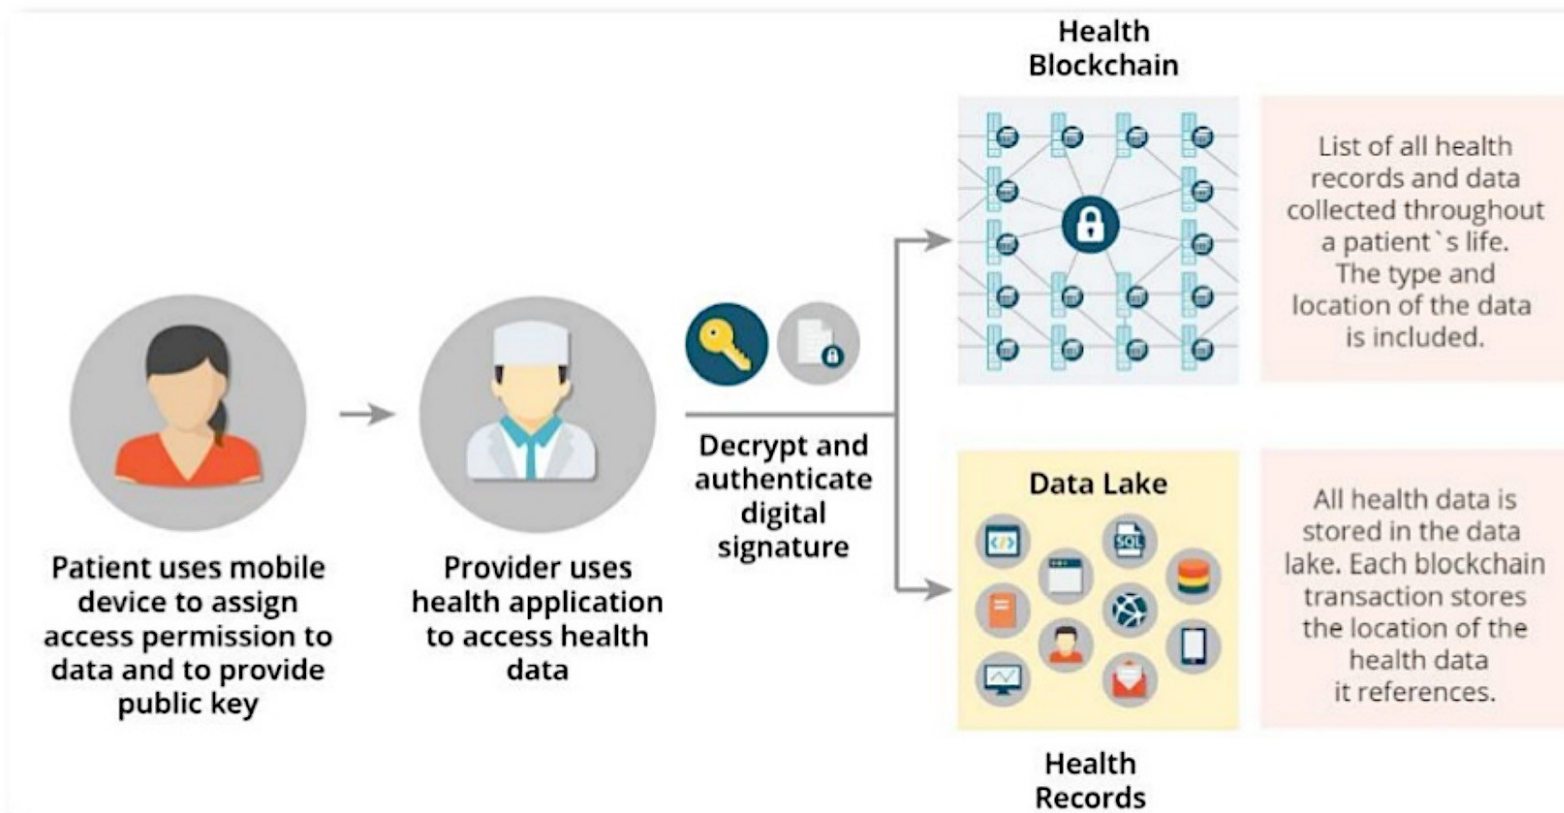 Health
Blockchain
List of all health
records and data
collected throughout
a patient`s life.
The type and
location of the data
is included.
Patient uses mobile
device to assign
access permission to
data and to provide
public key
Provider uses
health application
to access health
data
Decrypt and
authenticate
digital
signature
Data Lake
</>
SQL
All health data is
stored in the data
lake. Each blockchain
transaction stores
the location of the
health data
it references.
Health
Records